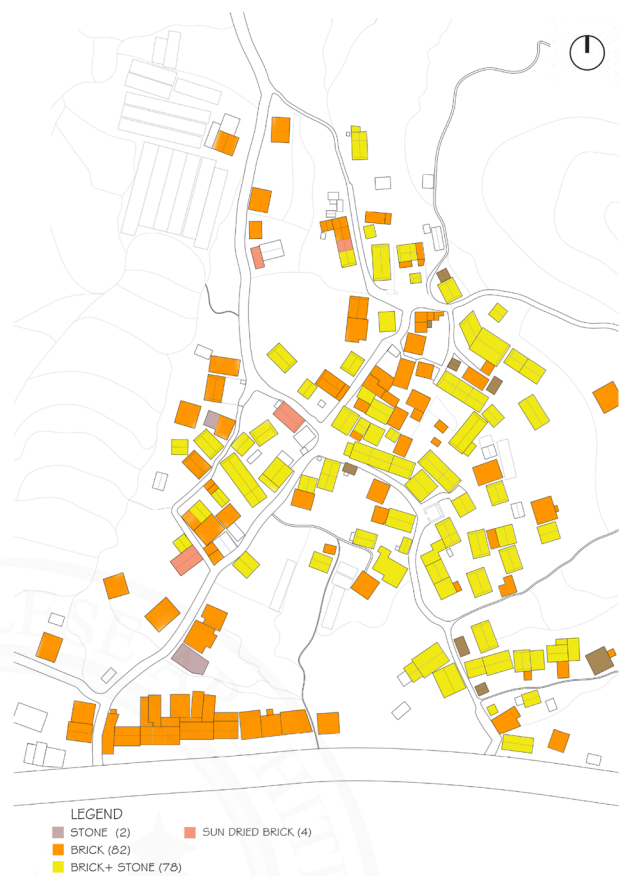 LEGEND
STONE (2)
SUN DRIED BRICK (4)
BRICK (82)
BRICK+ STONE (78)